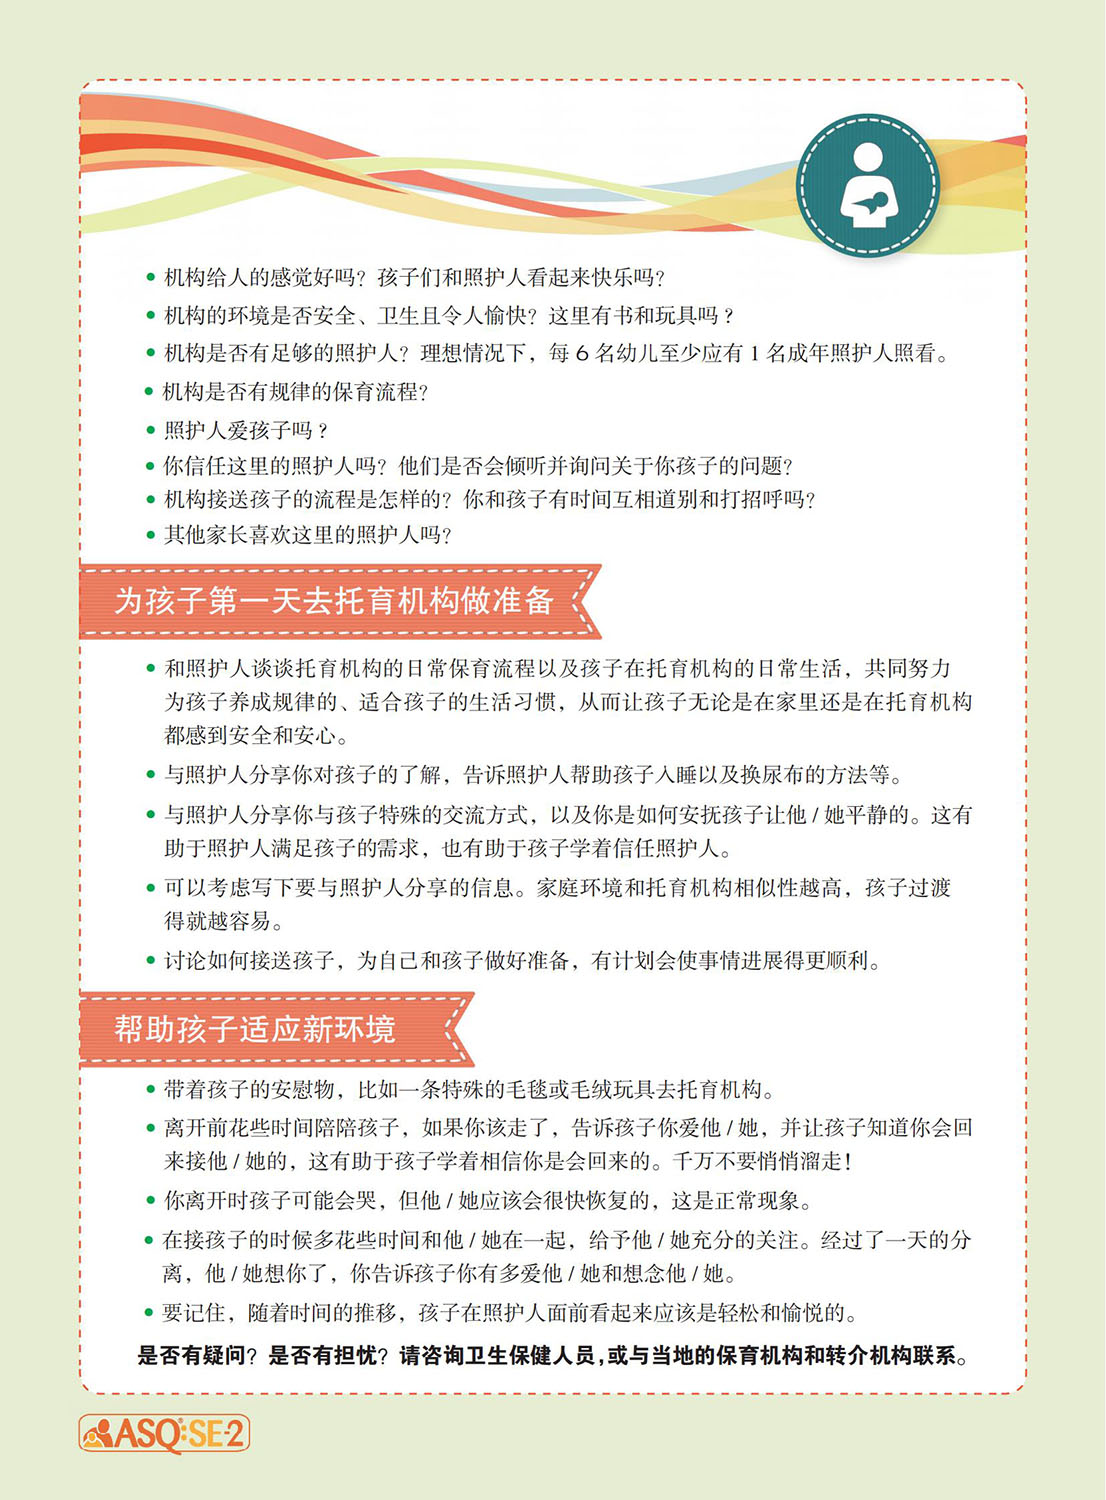 • 机构给人的感觉好吗？孩子们和照护人看起来快乐吗？
• 机构的环境是否安全、卫生且令人愉快？这里有书和玩具吗？
• 机构是否有足够的照护人？理想情况下，每 6 名幼儿至少应有 1 名成年照护人照看。
• 机构是否有规律的保育流程？
• 照护人爱孩子吗？
• 你信任这里的照护人吗？他们是否会倾听并询问关于你孩子的问题？
• 机构接送孩子的流程是怎样的？你和孩子有时间互相道别和打招呼吗？
• 其他家长喜欢这里的照护人吗？
为孩子第一天去托育机构做准备
• 和照护人谈谈托育机构的日常保育流程以及孩子在托育机构的日常生活，共同努力
为孩子养成规律的、适合孩子的生活习惯，从而让孩子无论是在家里还是在托育机构
都感到安全和安心。
• 与照护人分享你对孩子的了解，告诉照护人帮助孩子入睡以及换尿布的方法等。
• 与照护人分享你与孩子特殊的交流方式，以及你是如何安抚孩子让他 / 她平静的。这有
助于照护人满足孩子的需求，也有助于孩子学着信任照护人。
• 可以考虑写下要与照护人分享的信息。家庭环境和托育机构相似性越高，孩子过渡
得就越容易。
• 讨论如何接送孩子，为自己和孩子做好准备，有计划会使事情进展得更顺利。
帮助孩子适应新环境
• 带着孩子的安慰物，比如一条特殊的毛毯或毛绒玩具去托育机构。
• 离开前花些时间陪陪孩子，如果你该走了，告诉孩子你爱他 / 她，并让孩子知道你会回
来接他 / 她的，这有助于孩子学着相信你是会回来的。千万不要悄悄溜走！
• 你离开时孩子可能会哭，但他 / 她应该会很快恢复的，这是正常现象。
• 在接孩子的时候多花些时间和他 / 她在一起，给予他 / 她充分的关注。经过了一天的分
离，他 / 她想你了，你告诉孩子你有多爱他 / 她和想念他 / 她。
• 要记住，随着时间的推移，孩子在照护人面前看起来应该是轻松和愉悦的。
是否有疑问？是否有担忧？请咨询卫生保健人员，或与当地的保育机构和转介机构联系。
ASQ®:SE-2